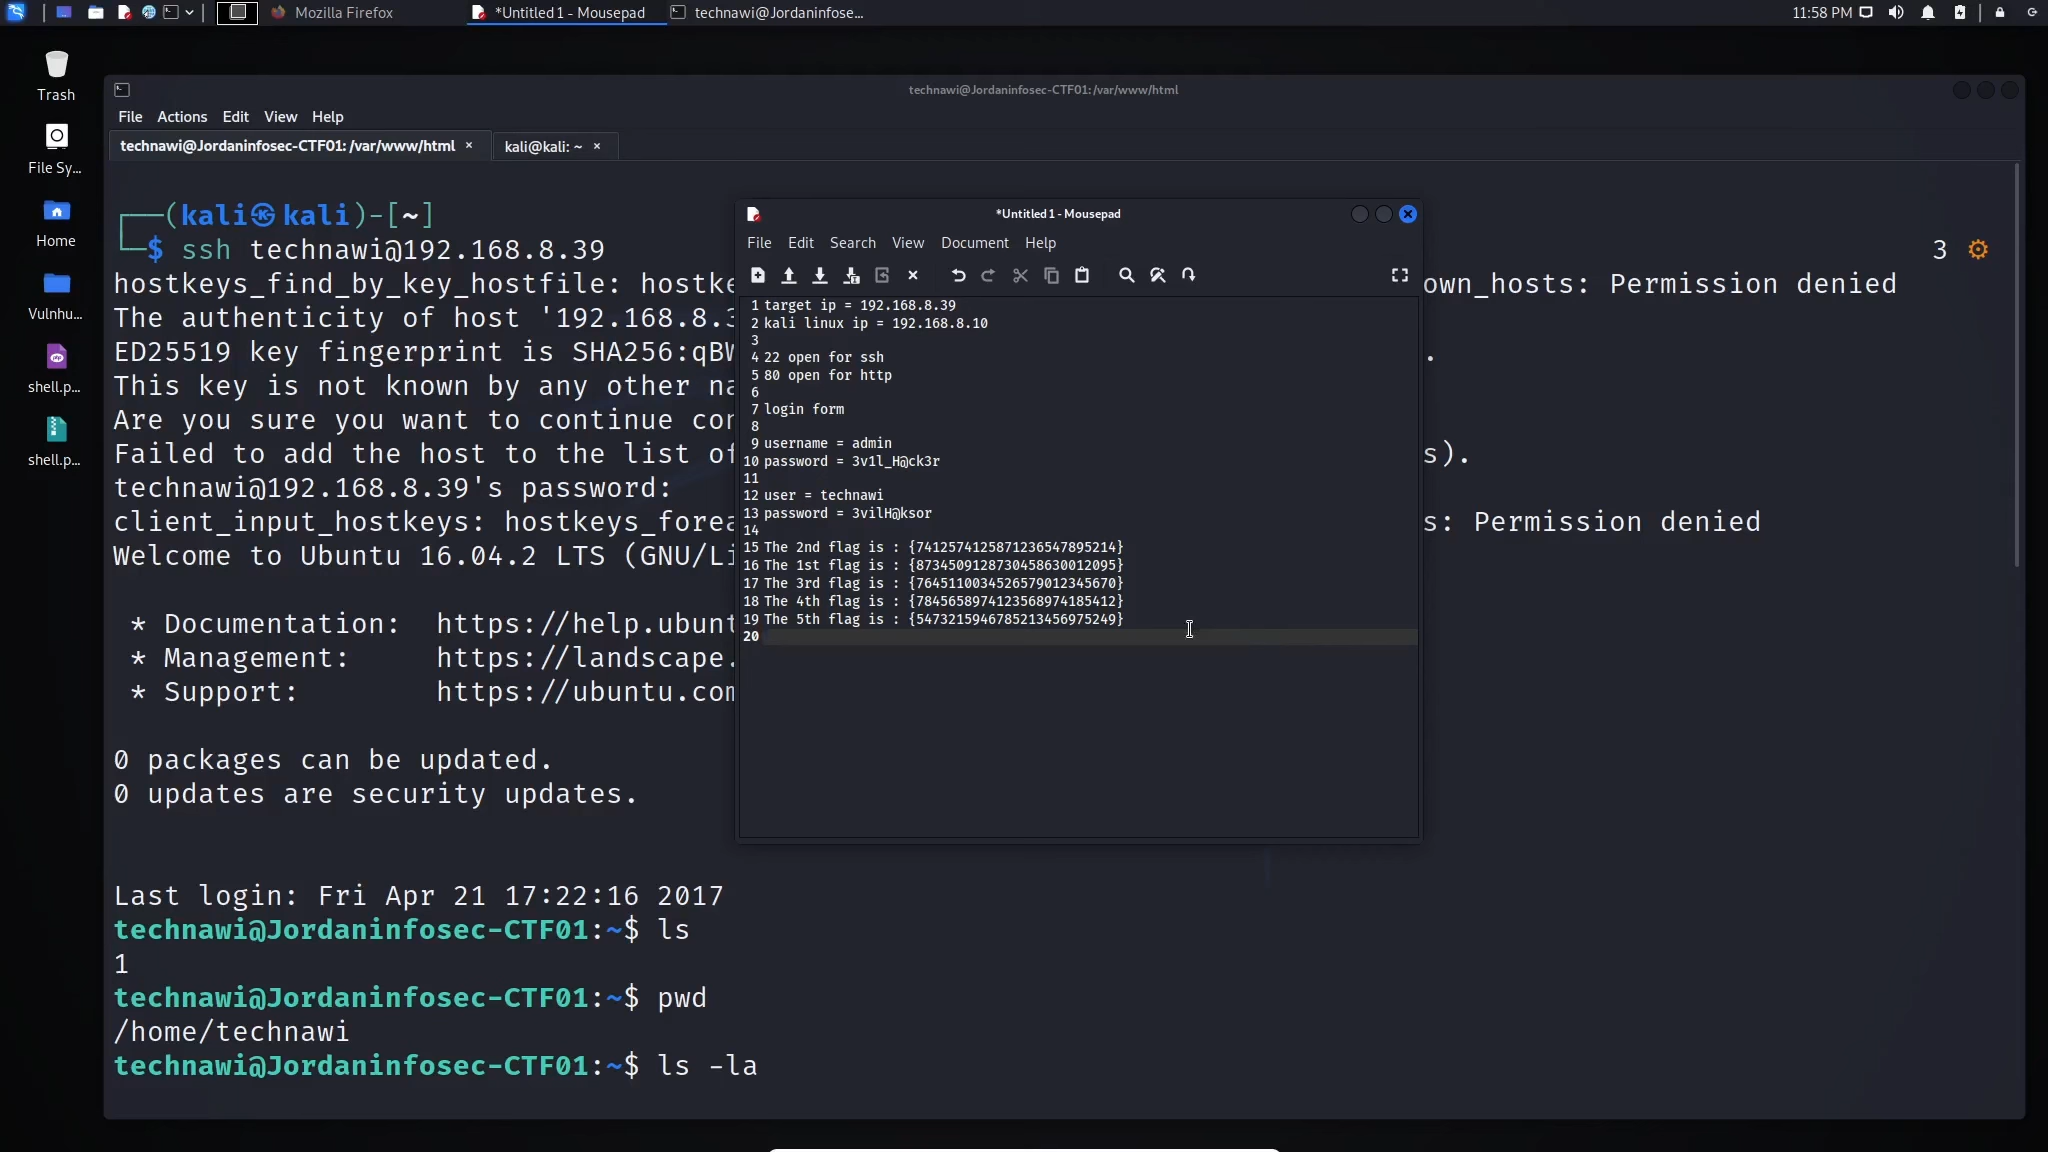 11:58 PM
Mozilla Firefox
*Untitled 1 - Mousepad
technawi@Jordaninfose...
Trash
File Sy...
Home
Vulnhu...
shell.p...
shell.p...
technawi@Jordaninfosec-CTF01:/var/www/html
File Actions Edit View Help
technawi@Jordaninfosec-CTF01:/var/www/html ×
kali@kali: ~ ×
(kali㉿kali)-[~]
$ ssh technawi@192.168.8.39
3
hostkeys_find_by_key_hostfile: hostke
own_hosts: Permission denied
The authenticity of host '192.168.8.3
ED25519 key fingerprint is SHA256:qBW
.
This key is not known by any other na
Are you sure you want to continue con
Failed to add the host to the list of
s).
technawi@192.168.8.39's password:
client_input_hostkeys: hostkeys_forea
s: Permission denied
Welcome to Ubuntu 16.04.2 LTS (GNU/Li
* Documentation: https://help.ubunt
* Management: https://landscape.
* Support: https://ubuntu.com
0 packages can be updated.
0 updates are security updates.
Last login: Fri Apr 21 17:22:16 2017
technawi@Jordaninfosec-CTF01:~$ ls
1
technawi@Jordaninfosec-CTF01:~$ pwd
/home/technawi
technawi@Jordaninfosec-CTF01:~$ ls -la
*Untitled 1 - Mousepad
File Edit Search View Document Help
1 target ip = 192.168.8.39
2 kali linux ip = 192.168.8.10
3
4 22 open for ssh
5 80 open for http
6
7 login form
8
9 username = admin
10 password = 3v1l_H@ck3r
11
12 user = technawi
13 password = 3vilH@ksor
14
15 The 2nd flag is : {7412574125871236547895214}
16 The 1st flag is : {8734509128730458630012095}
17 The 3rd flag is : {7645110034526579012345670}
18 The 4th flag is : {7845658974123568974185412}
19 The 5th flag is : {5473215946785213456975249}
20